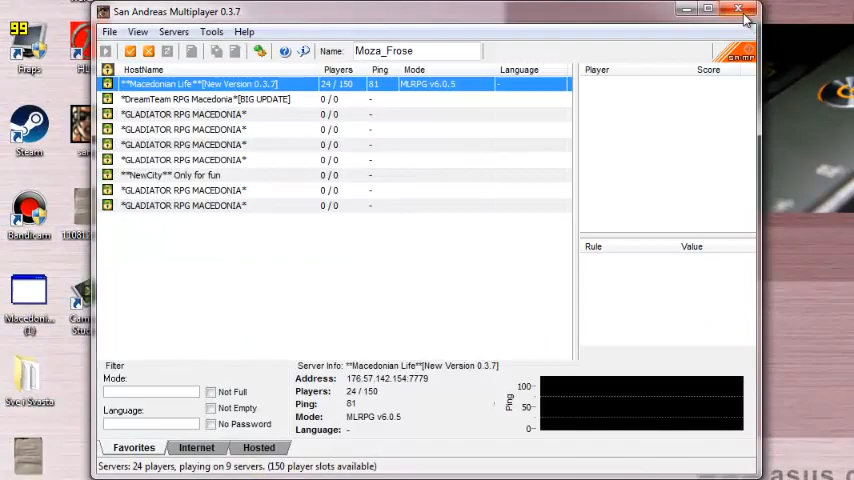 99
San Andreas Multiplayer 0.3.7
File View Servers Tools Help
Name: Moza_Frose
HostName Players Ping Mode Language
**Macedonian Life**[New Version 0.3.7] 24 / 150 81 MLRPG v6.0.5 -
*DreamTeam RPG Macedonia*[BIG UPDATE] 0 / 0 -
*GLADIATOR RPG MACEDONIA* 0 / 0 -
*GLADIATOR RPG MACEDONIA* 0 / 0 -
*GLADIATOR RPG MACEDONIA* 0 / 0 -
*GLADIATOR RPG MACEDONIA* 0 / 0 -
**NewCity** Only for fun 0 / 0 -
*GLADIATOR RPG MACEDONIA* 0 / 0 -
*GLADIATOR RPG MACEDONIA* 0 / 0 -
Player Score
Rule Value
Filter
Mode:
Language:
Not Full
Not Empty
No Password
Server Info: **Macedonian Life**[New Version 0.3.7]
Address: 176.57.142.154:7779
Players: 24 / 150
Ping: 81
Mode: MLRPG v6.0.5
Language: -
Ping
100
50
0
Favorites Internet Hosted
Servers: 24 players, playing on 9 servers. (150 player slots available)
Fraps
Steam
Bandicam
Macedoni...
(1)
Sve i Svasta